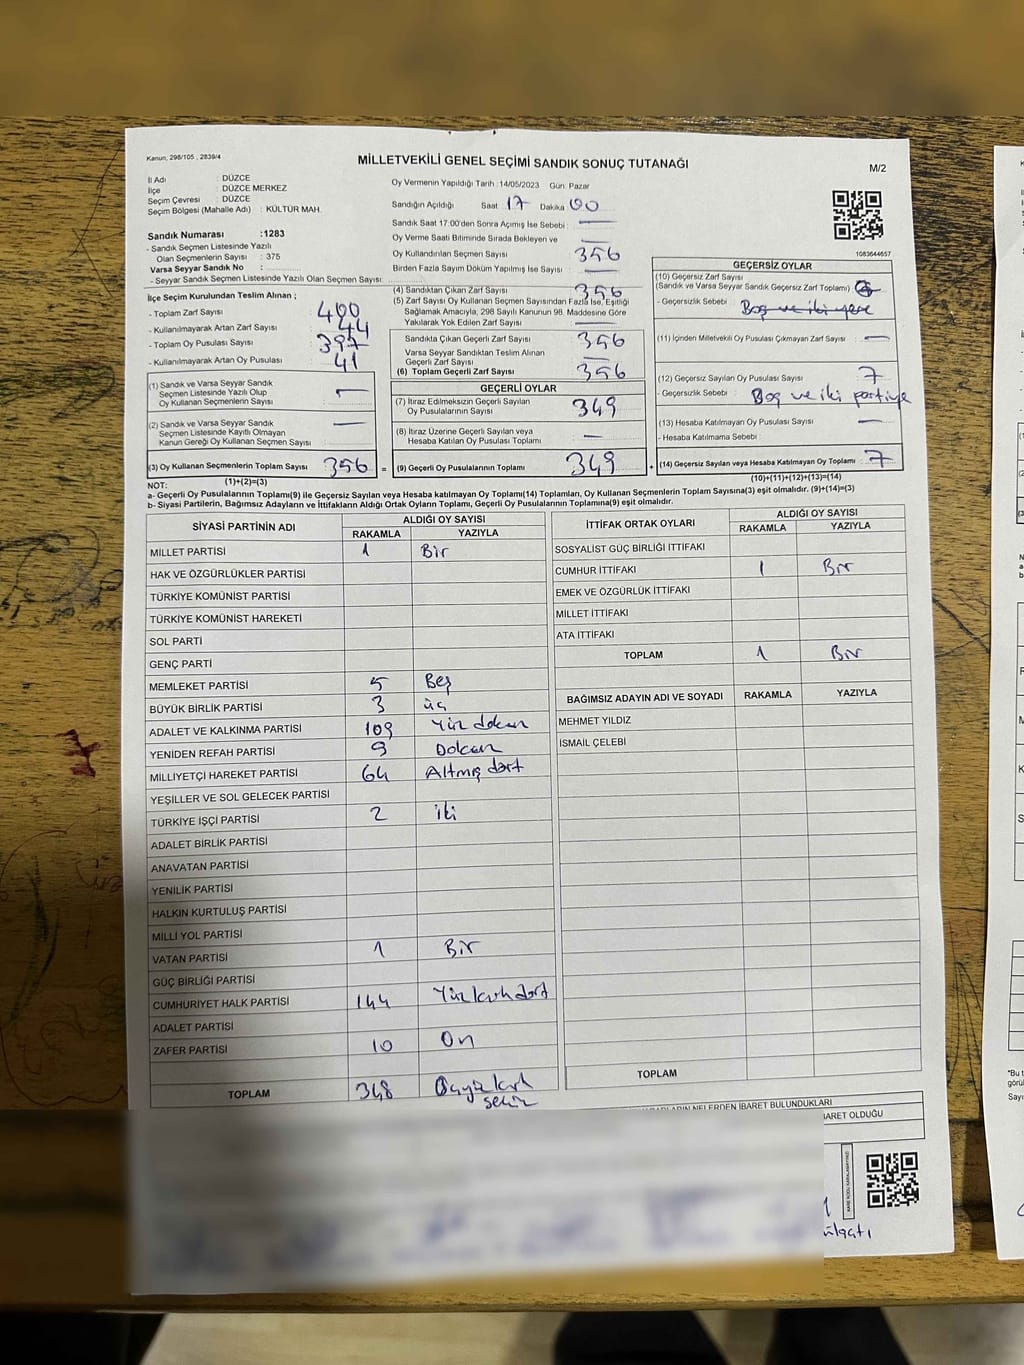 Kanun, 298/105 , 2839/4
MİLLETVEKİLİ GENEL SEÇİMİ SANDIK SONUÇ TUTANAĞI
M/2
İl Adı : DÜZCE
İlçe : DÜZCE MERKEZ
Seçim Çevresi : DÜZCE
Seçim Bölgesi (Mahalle Adı) : KÜLTÜR MAH.
Sandık Numarası :1283
- Sandık Seçmen Listesinde Yazılı
Olan Seçmenlerin Sayısı : 375
Varsa Seyyar Sandık No :
- Seyyar Seçmen Listesinde Yazılı Olan Seçmen Sayısı :
Oy Vermenin Yapıldığı Tarih :14/05/2023 Gün: Pazar
Sandığın Açıldığı Saat 17 Dakika 00
Sandık Saat 17:00'den Sonra Açımış İse Sebebi : —
Oy Verme Saati Bitiminde Sırada Bekleyen ve —
Oy Kullandırılan Seçmen Sayısı 356
Birden Fazla Sayım Döküm Yapılmış İse Sayısı —
1083644657
İlçe Seçim Kurulundan Teslim Alınan ;
- Toplam Zarf Sayısı 400
- Kullanılmayarak Artan Zarf Sayısı 44
- Toplam Oy Pusulası Sayısı 397
- Kullanılmayarak Artan Oy Pusulası 41
(1) Sandık ve Varsa Seyyar Sandık
Seçmen Listesinde Yazılı Olup
Oy Kullanan Seçmenlerin Sayısı —
(2) Sandık ve Varsa Seyyar Sandık
Seçmen Listesinde Kayıtlı Olmayan
Kanun Gereği Oy Kullanan Seçmen Sayısı : —
(3) Oy Kullanan Seçmenlerin Toplam Sayısı 356 =
(1)+(2)=(3)
(4) Sandıktan Çıkan Zarf Sayısı 356
(5) Zarf Sayısı Oy Kullanan Seçmen Sayısından Fazla İse, Eşitliği
Sağlamak Amacıyla, 298 Sayılı Kanunun 98. Maddesine Göre
Yakılarak Yok Edilen Zarf Sayısı —
Sandıkta Çıkan Geçerli Zarf Sayısı 356
Varsa Seyyar Sandıktan Teslim Alınan
Geçerli Zarf Sayısı —
(6) Toplam Geçerli Zarf Sayısı 356
GEÇERLİ OYLAR
(7) İtiraz Edilmeksizin Geçerli Sayılan
Oy Pusulalarının Sayısı 349
(8) İtiraz Üzerine Geçerli Sayılan veya
Hesaba Katılan Oy Pusulası Toplamı —
(9) Geçerli Oy Pusulalarının Toplamı 349 +
GEÇERSİZ OYLAR
(10) Geçersiz Zarf Sayısı
(Sandık ve Varsa Seyyar Sandık Geçersiz Zarf Toplamı)
- Geçersizlik Sebebi : Boş ve iki yere
(11) İçinden Milletvekili Oy Pusulası Çıkmayan Zarf Sayısı —
(12) Geçersiz Sayılan Oy Pusulası Sayısı 7
- Geçersizlik Sebebi : Boş ve iki partiye
(13) Hesaba Katılmayan Oy Pusulası Sayısı —
- Hesaba Katılmama Sebebi
(14) Geçersiz Sayılan veya Hesaba Katılmayan Oy Toplamı 7
(10)+(11)+(12)+(13)=(14)
NOT:
a- Geçerli Oy Pusulalarının Toplamı(9) ile Geçersiz Sayılan veya Hesaba katılmayan Oy Toplamı(14) Toplamları, Oy Kullanan Seçmenlerin Toplam Sayısına(3) eşit olmalıdır. (9)+(14)=(3)
b- Siyasi Partilerin, Bağımsız Adayların ve İttifakların Aldığı Ortak Oyların Toplamı, Geçerli Oy Pusulalarının Toplamına(9) eşit olmalıdır.
SİYASİ PARTİNİN ADI ALDIĞI OY SAYISI
RAKAMLA YAZIYLA
MİLLET PARTİSİ 1 Bir
HAK VE ÖZGÜRLÜKLER PARTİSİ
TÜRKİYE KOMÜNİST PARTİSİ
TÜRKİYE KOMÜNİST HAREKETİ
SOL PARTİ
GENÇ PARTİ
MEMLEKET PARTİSİ 5 Beş
BÜYÜK BİRLİK PARTİSİ 3 üç
ADALET VE KALKINMA PARTİSİ 109 Yüz dokuz
YENİDEN REFAH PARTİSİ 9 Dokuz
MİLLİYETÇİ HAREKET PARTİSİ 64 Altmış dört
YEŞİLLER VE SOL GELECEK PARTİSİ
TÜRKİYE İŞÇİ PARTİSİ 2 iki
ADALET BİRLİK PARTİSİ
ANAVATAN PARTİSİ
YENİLİK PARTİSİ
HALKIN KURTULUŞ PARTİSİ
MİLLİ YOL PARTİSİ
VATAN PARTİSİ 1 Bir
GÜÇ BİRLİĞİ PARTİSİ
CUMHURİYET HALK PARTİSİ 144 Yüz kırk dört
ADALET PARTİSİ
ZAFER PARTİSİ 10 On
TOPLAM 348 Üçyüz kırk
sekiz
İTTİFAK ORTAK OYLARI ALDIĞI OY SAYISI
RAKAMLA YAZIYLA
SOSYALİST GÜÇ BİRLİĞİ İTTİFAKI
CUMHUR İTTİFAKI 1 Bir
EMEK VE ÖZGÜRLÜK İTTİFAKI
MİLLET İTTİFAKI
ATA İTTİFAKI
TOPLAM 1 Bir
BAĞIMSIZ ADAYIN ADI VE SOYADI RAKAMLA YAZIYLA
MEHMET YILDIZ
İSMAİL ÇELEBİ
TOPLAM
NELERDEN İBARET BULUNDUKLARI
BARET OLDUĞU